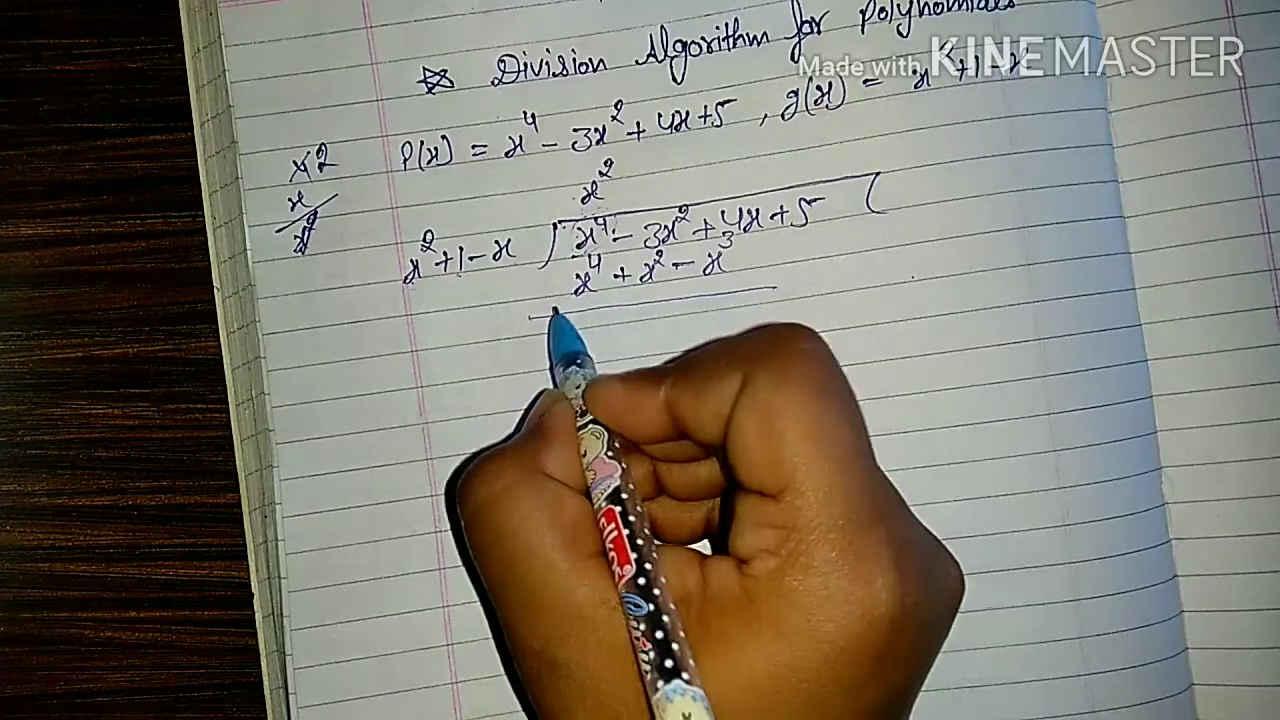 ☆ Division Algorithm for Polynomials
Made with KINEMASTER
P(x) = x⁴ - 3x² + 4x + 5 , g(x) = x² + 1 - x
x²
x² + 1 - x ) x⁴ - 3x² + 4x + 5 (
x⁴ + x² - x³